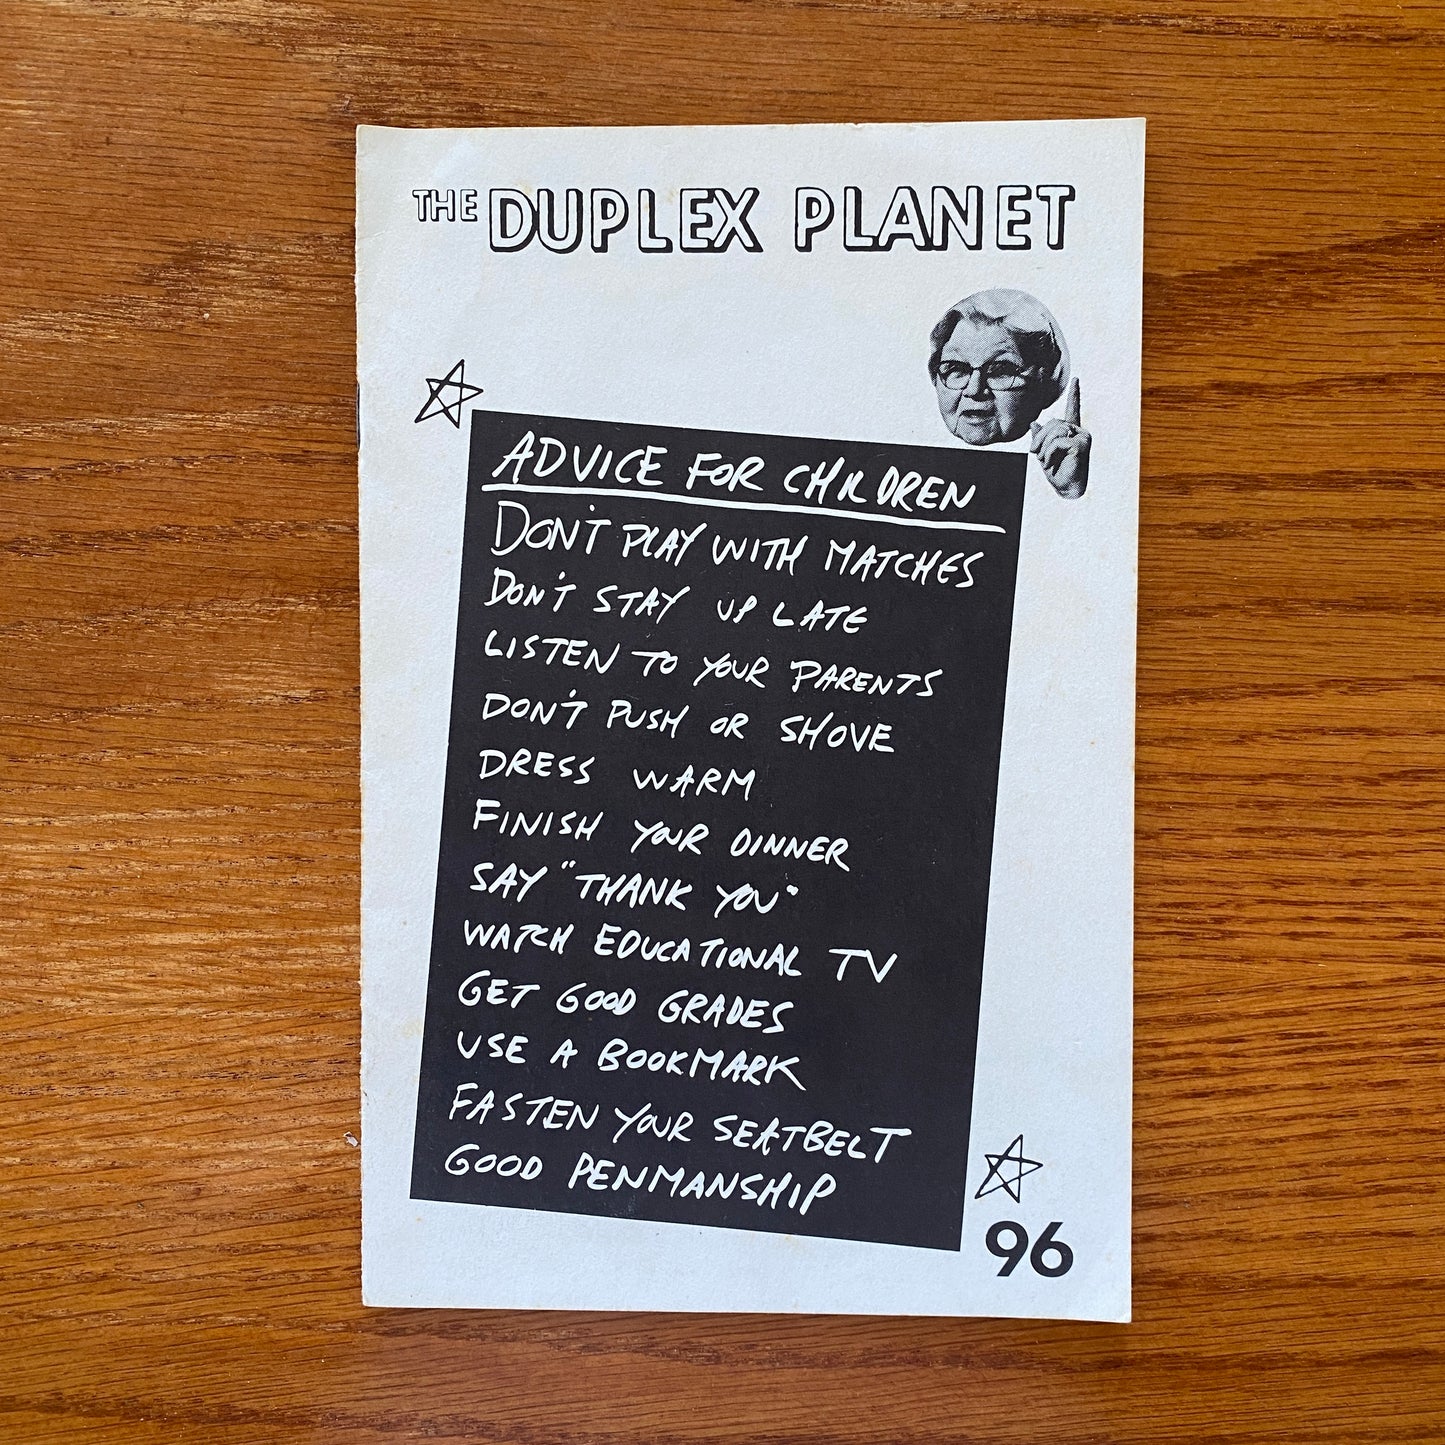 THE DUPLEX PLANET
ADVICE FOR CHILDREN
DON'T PLAY WITH MATCHES
DON'T STAY UP LATE
LISTEN TO YOUR PARENTS
DON'T PUSH OR SHOVE
DRESS WARM
FINISH YOUR DINNER
SAY "THANK YOU"
WATCH EDUCATIONAL TV
GET GOOD GRADES
USE A BOOKMARK
FASTEN YOUR SEATBELT
GOOD PENMANSHIP
96